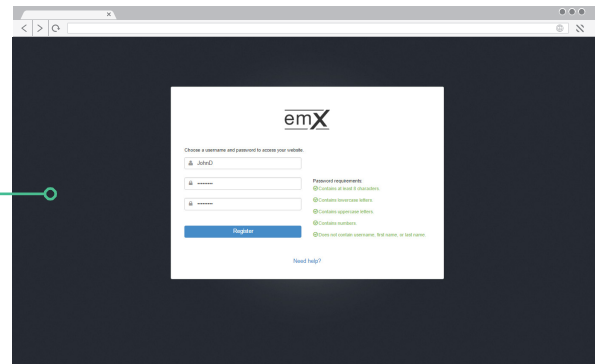 emX
Choose a username and password to access your website.
JohnD
Password requirements
Contains at least 8 characters
Contains lowercase letters
Contains uppercase letters
Contains numbers
Does not contain username, first name, or last name
Register
Need help?